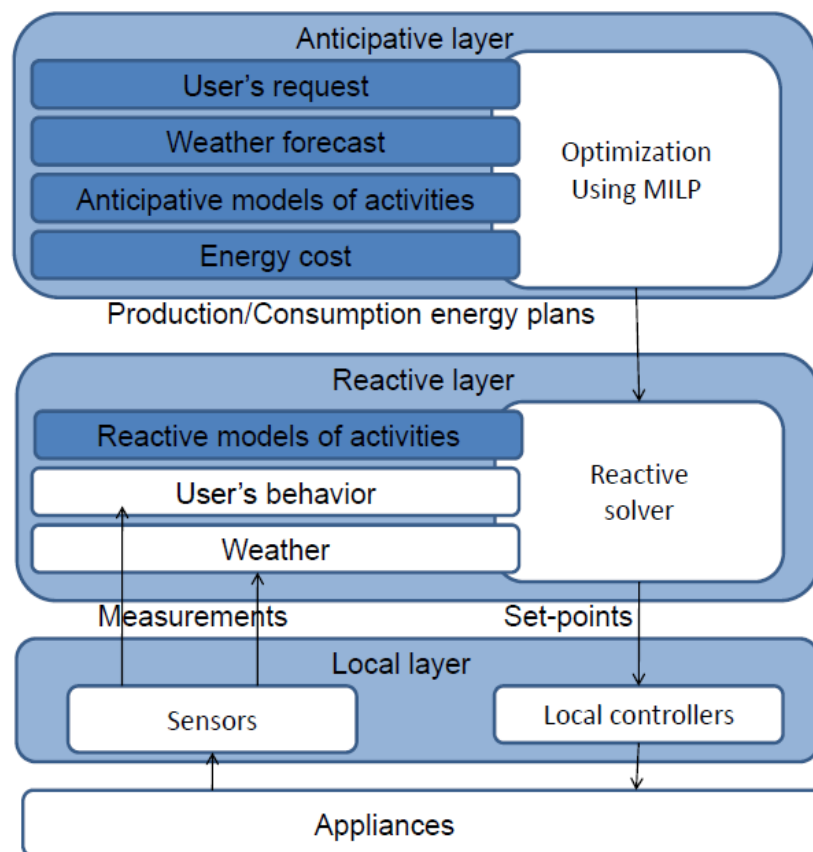 Anticipative layer
User's request
Weather forecast
Anticipative models of activities
Energy cost
Optimization
Using MILP
Production/Consumption energy plans
Reactive layer
Reactive models of activities
User's behavior
Weather
Reactive
solver
Measurements
Set-points
Local layer
Sensors
Local controllers
Appliances